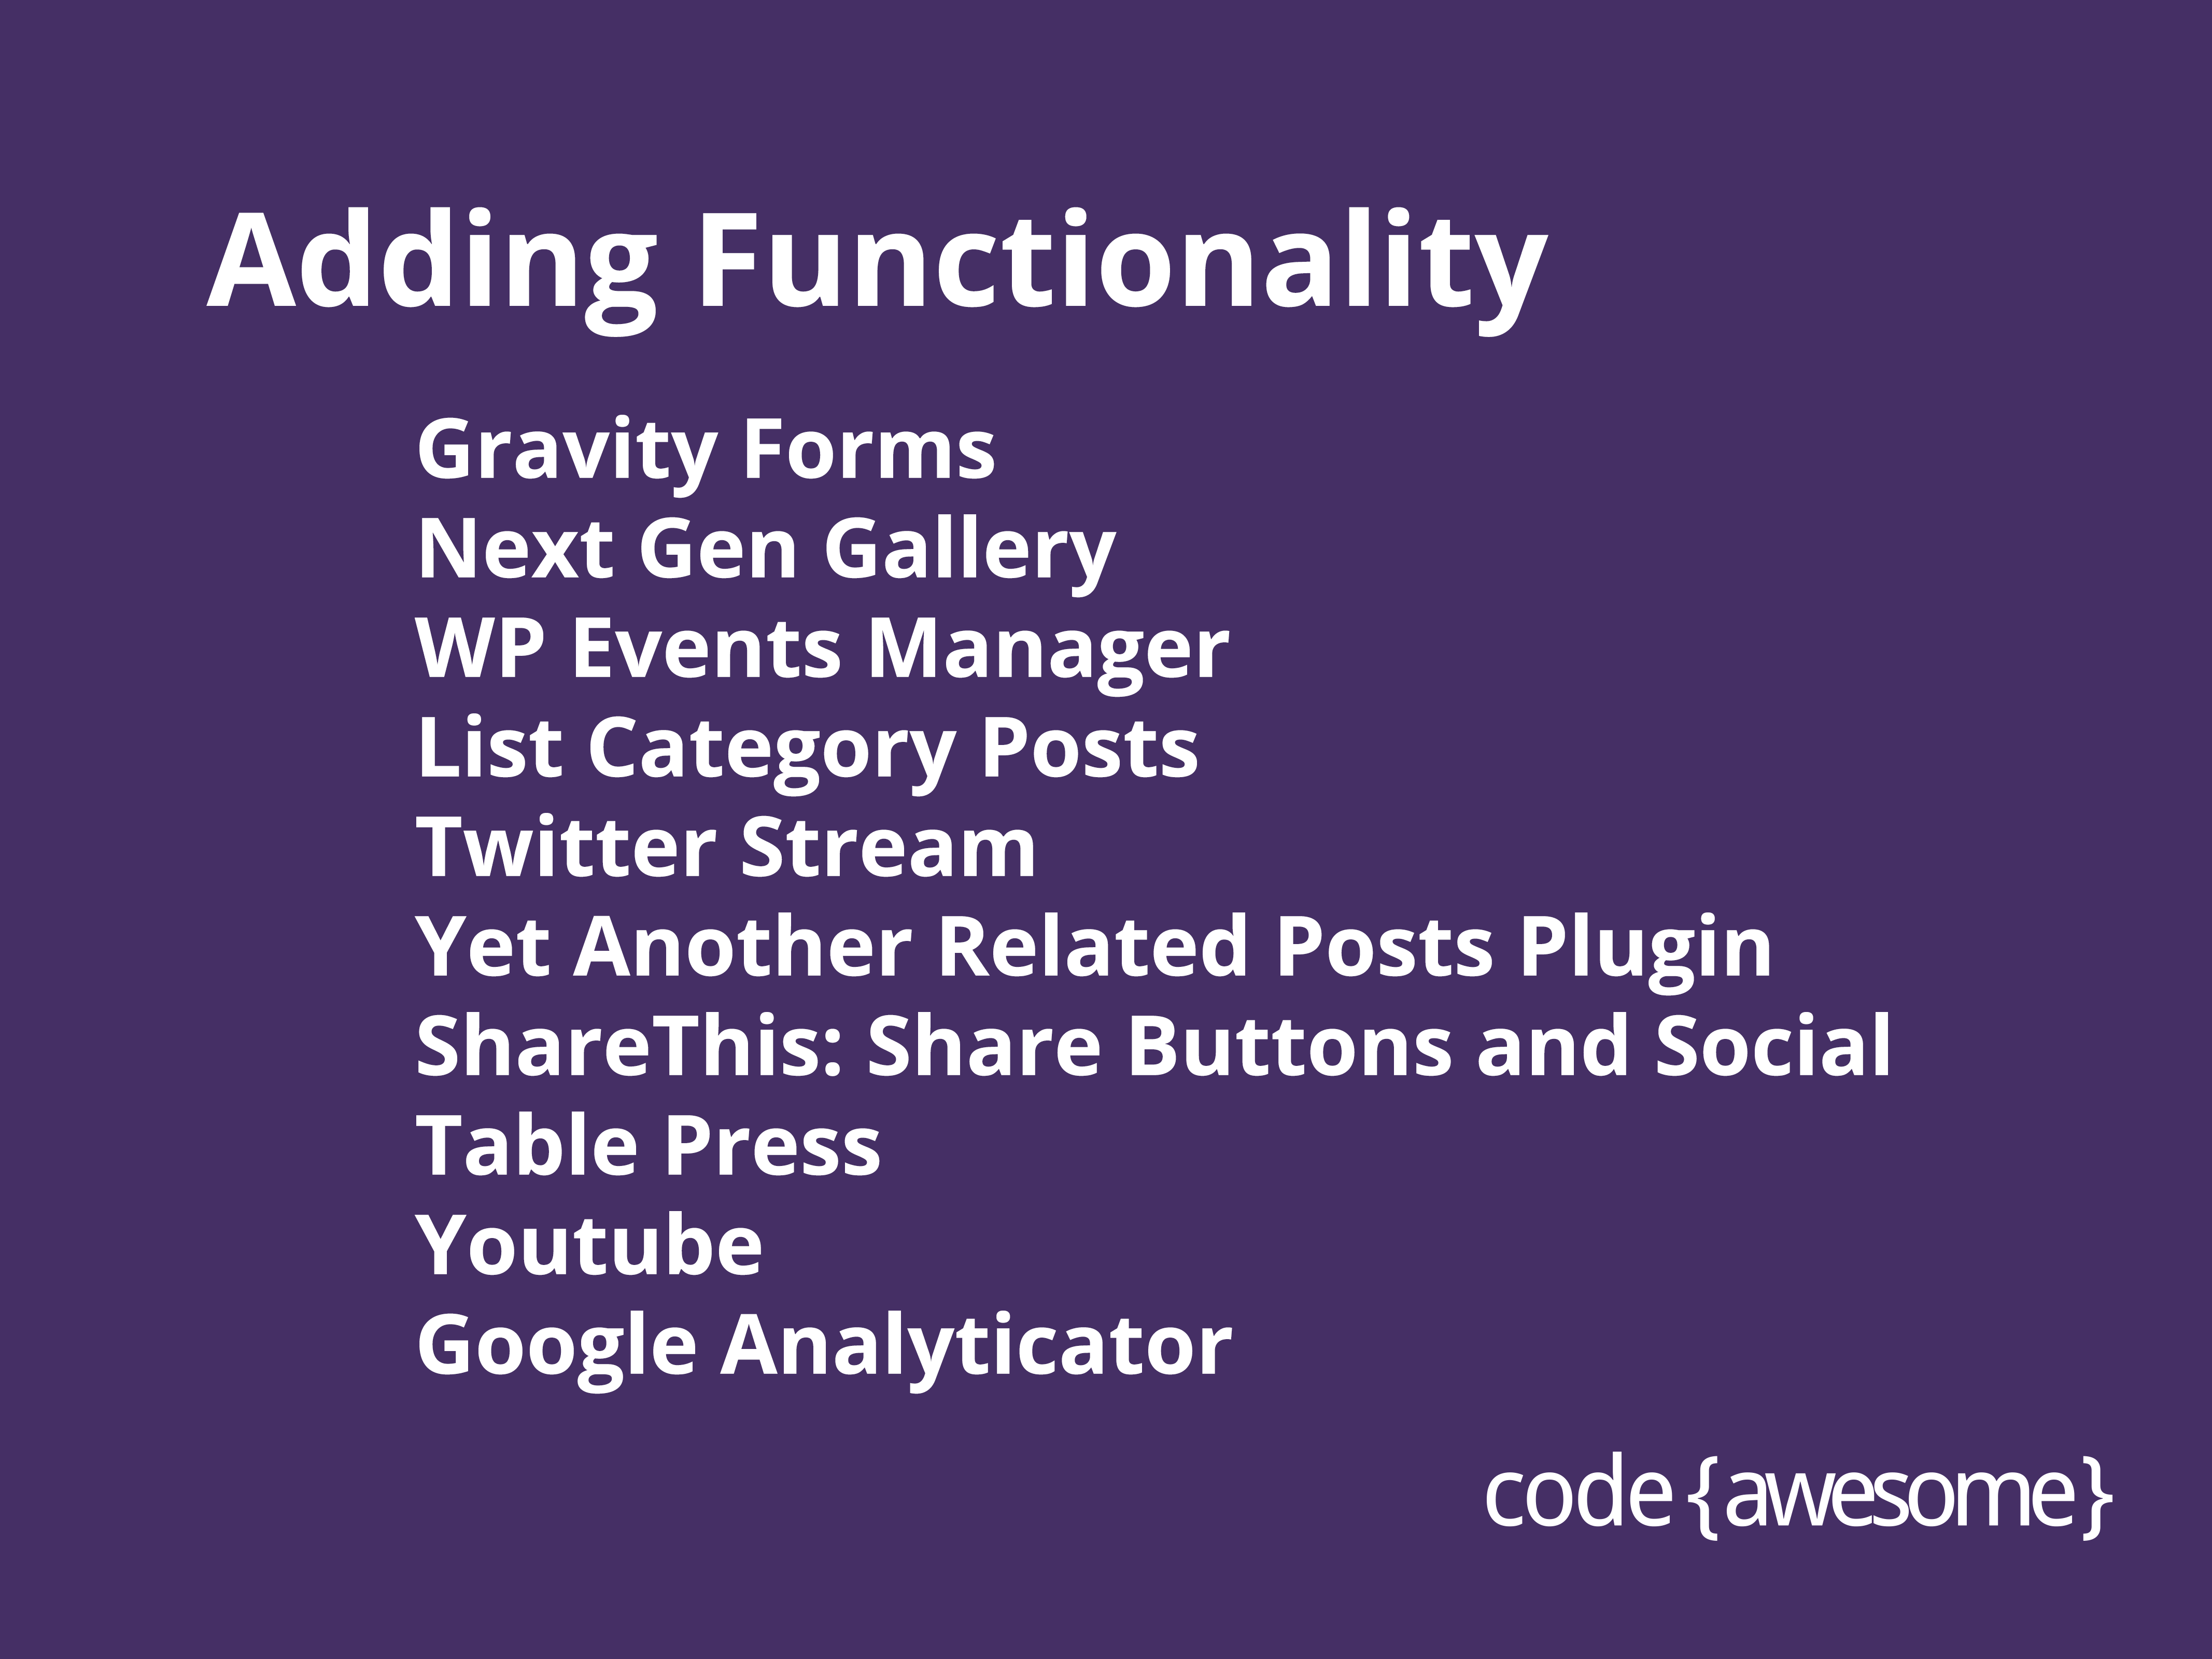 Adding Functionality
Gravity Forms
Next Gen Gallery
WP Events Manager
List Category Posts
Twitter Stream
Yet Another Related Posts Plugin
ShareThis: Share Buttons and Social
Table Press
Youtube
Google Analyticator
code {awesome}